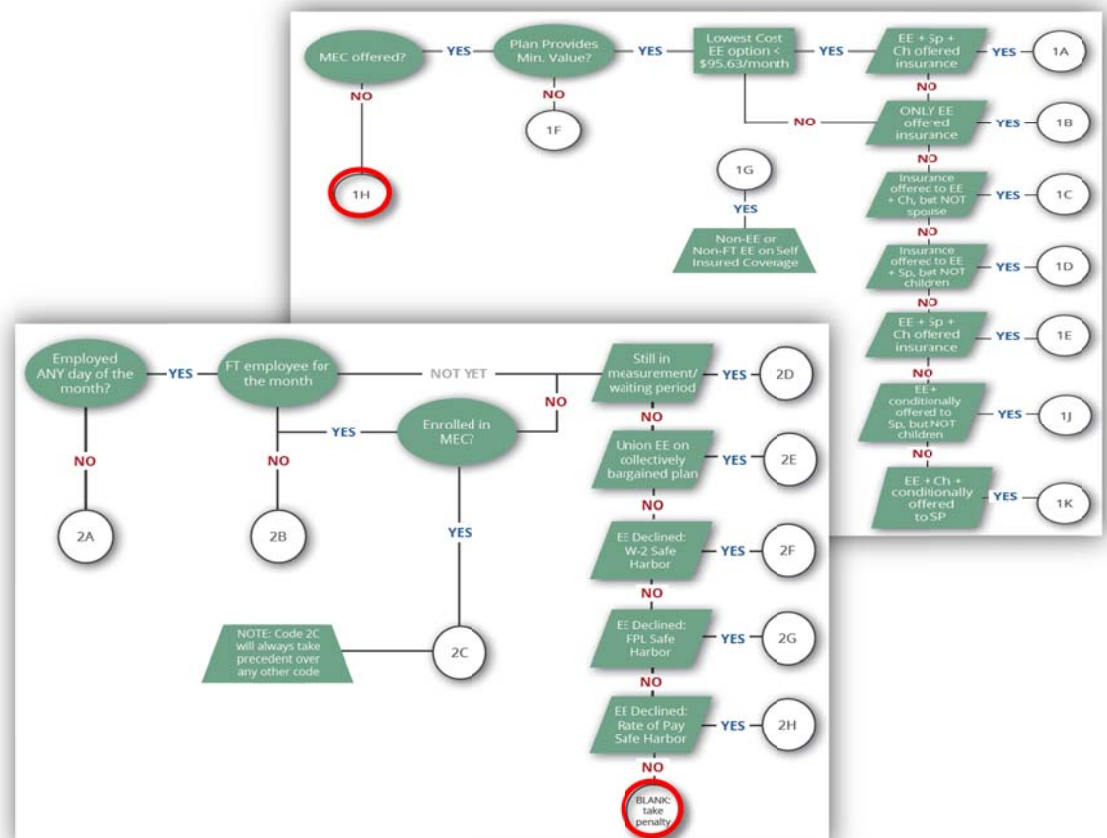 MEC offered?
YES
Plan Provides
Min. Value?
YES
Lowest Cost
EE option <
$95.63/month
YES
EE + Sp +
Ch offered
insurance
YES
1A
NO
NO
1H
1F
NO
NO
ONLY EE
offered
insurance
YES
1B
NO
1G
YES
Non-EE or
Non-FT EE on Self
Insured Coverage
Insurance
offered to EE
+ Ch, but NOT
spouse
YES
1C
NO
Insurance
offered to EE
+ Sp, but NOT
children
YES
1D
NO
EE + Sp +
Ch offered
insurance
YES
1E
NO
EE+
conditionally
offered to
Sp, but NOT
children
YES
1J
NO
EE + Ch +
conditionally
offered
to SP
YES
1K
Employed
ANY day of the
month?
YES
FT employee for
the month
NOT YET
Still in
measurement/
waiting period
YES
2D
NO
2A
NO
2B
YES
Enrolled in
MEC?
NO
YES
2C
NOTE: Code 2C
will always take
precedent over
any other code
NO
Union EE on
collectively
bargained plan
YES
2E
NO
EE Declined:
W-2 Safe
Harbor
YES
2F
NO
EE Declined:
FPL Safe
Harbor
YES
2G
NO
EE Declined:
Rate of Pay
Safe Harbor
YES
2H
NO
BLANK:
take
penalty